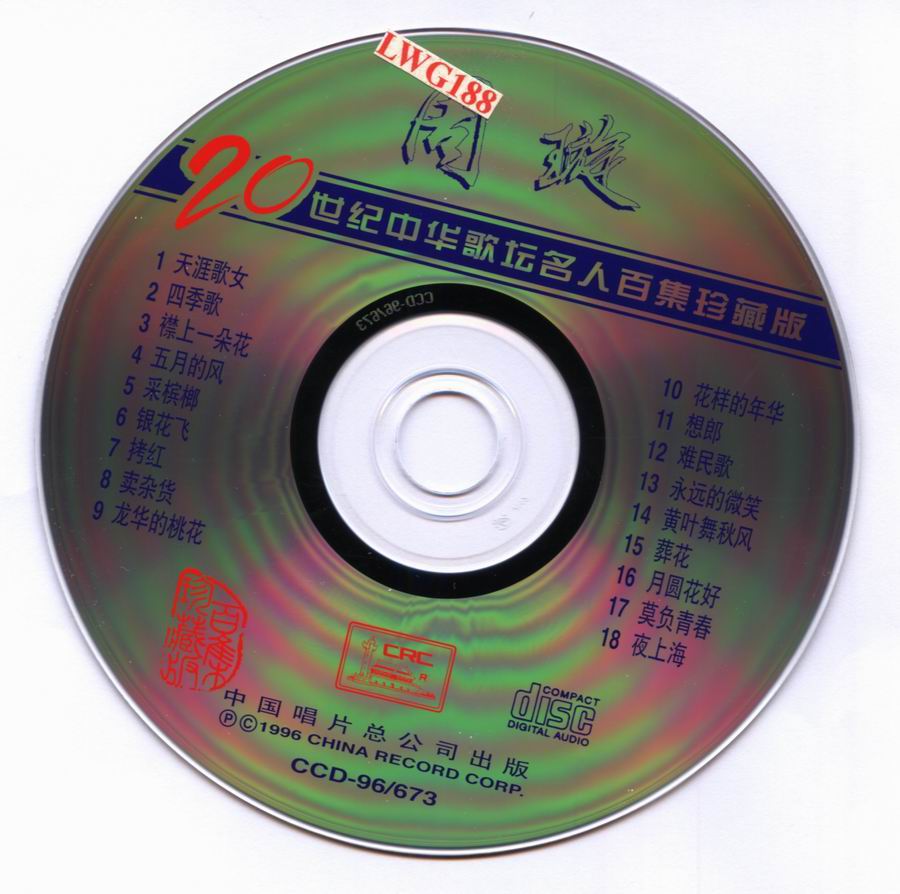 LWG188
周璇
20世纪中华歌坛名人百集珍藏版
CCD-96/673
1 天涯歌女
2 四季歌
3 襟上一朵花
4 五月的风
5 采槟榔
6 银花飞
7 拷红
8 卖杂货
9 龙华的桃花
10 花样的年华
11 想郎
12 难民歌
13 永远的微笑
14 黄叶舞秋风
15 葬花
16 月圆花好
17 莫负青春
18 夜上海
百集
珍藏版
CRC
R
COMPACT
disc
DIGITAL AUDIO
中国唱片总公司出版
ⓅⒸ1996 CHINA RECORD CORP.
CCD-96/673